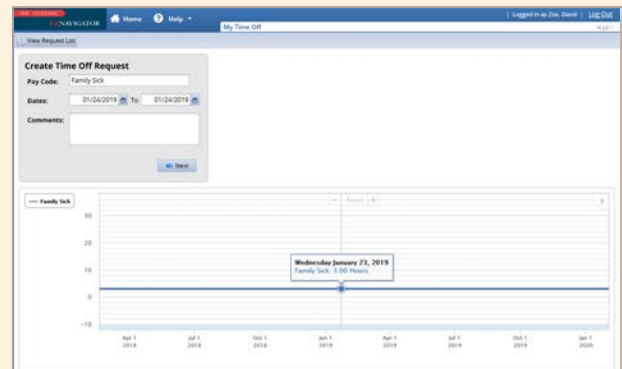 NAVIGATOR
Home
Help
My Time Off
Logged in as Zoe, David | Log Out
View Request List
Create Time Off Request
Pay Code: Family Sick
Dates: 01/24/2019 To 01/24/2019
Comments:
Next
Family Sick
Reset
Wednesday January 23, 2019
Family Sick: 3.00 Hours
30
20
10
0
-10
Apr 1 2018
Jul 1 2018
Oct 1 2018
Jan 1 2019
Apr 1 2019
Jul 1 2019
Oct 1 2019
Jan 1 2020